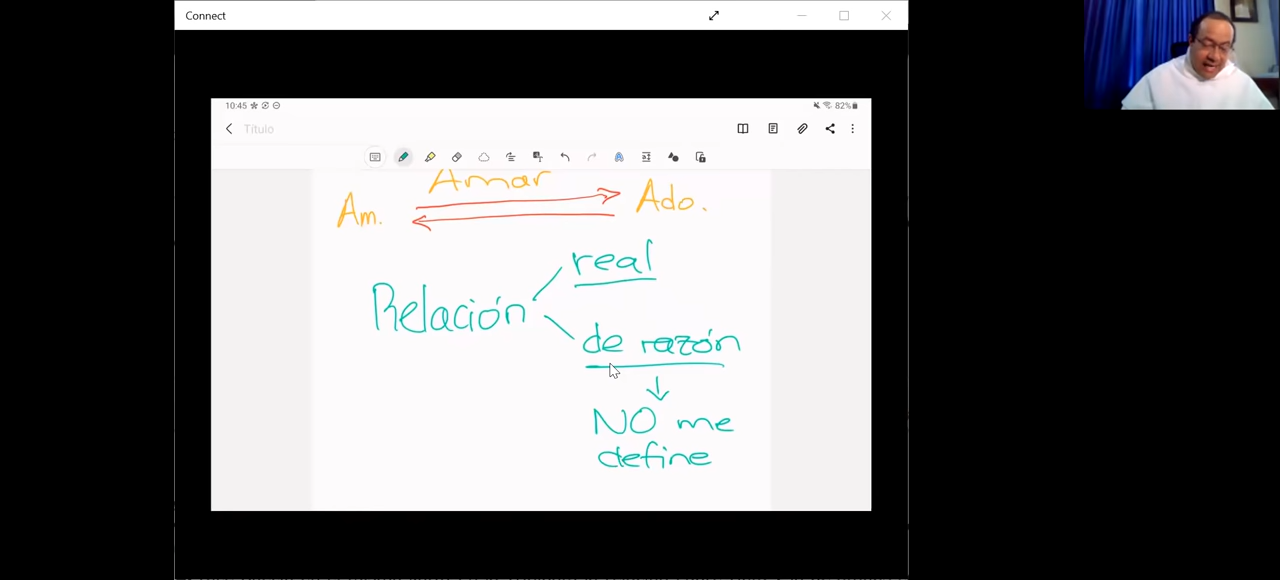 Connect
10:45
82%
Título
Amar
Am.
Ado.
real
Relación
de razón
NO me
define